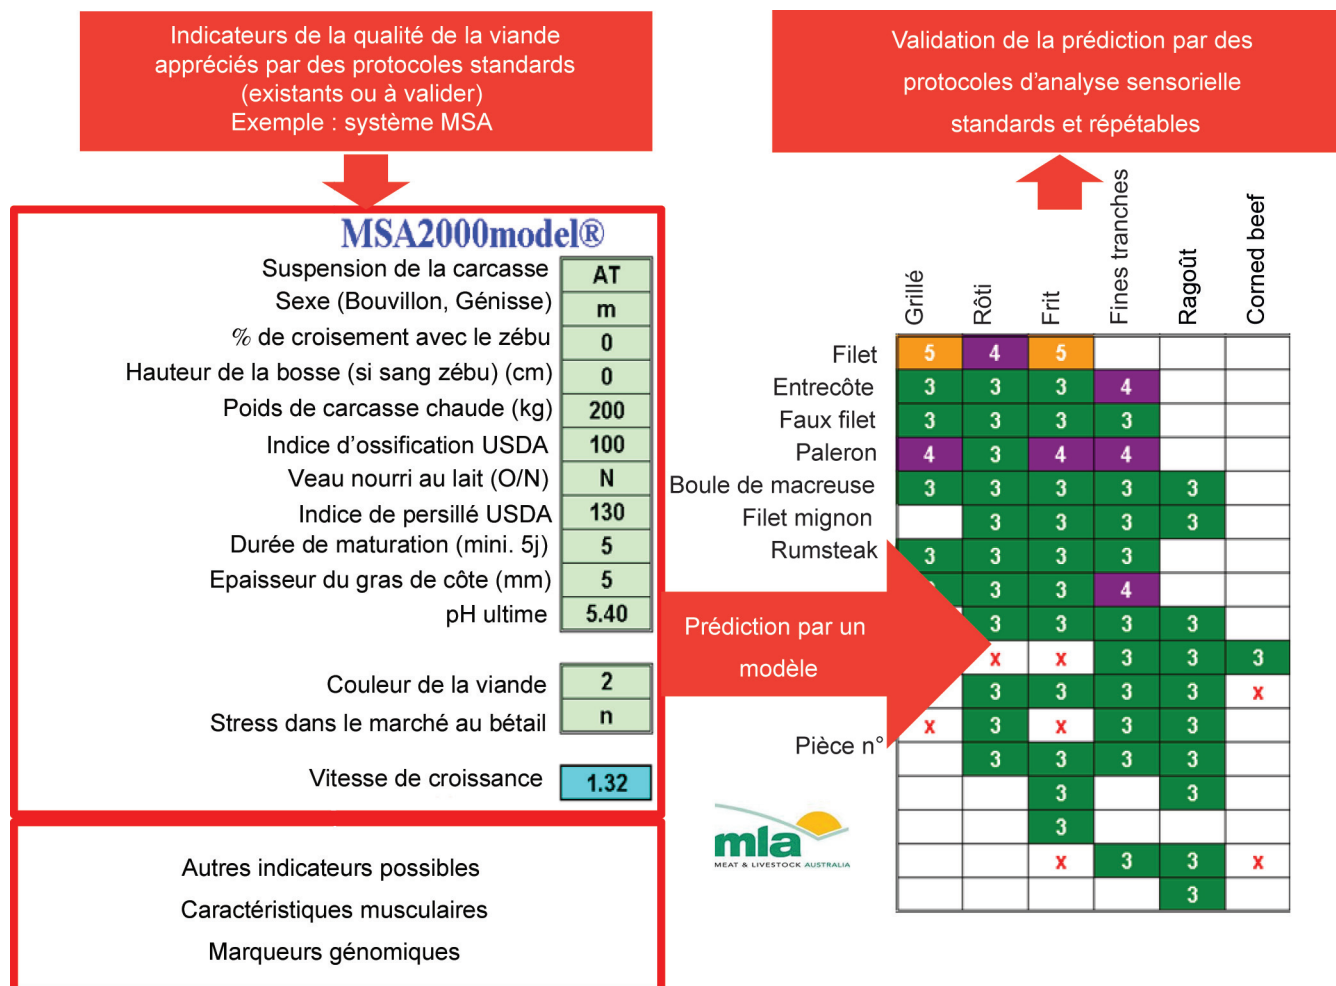 Indicateurs de la qualité de la viande
appréciés par des protocoles standards
(existants ou à valider)
Exemple : système MSA
Validation de la prédiction par des
protocoles d’analyse sensorielle
standards et répétables
MSA2000model®
Suspension de la carcasse AT
Sexe (Bouvillon, Génisse) m
% de croisement avec le zébu 0
Hauteur de la bosse (si sang zébu) (cm) 0
Poids de carcasse chaude (kg) 200
Indice d’ossification USDA 100
Veau nourri au lait (O/N) N
Indice de persillé USDA 130
Durée de maturation (mini. 5j) 5
Epaisseur du gras de côte (mm) 5
pH ultime 5.40
Couleur de la viande 2
Stress dans le marché au bétail n
Vitesse de croissance 1.32
Autres indicateurs possibles
Caractéristiques musculaires
Marqueurs génomiques
Prédiction par un
modèle
Grillé Rôti Frit Fines tranches Ragoût Corned beef
Filet 5 4 5
Entrecôte 3 3 3 4
Faux filet 3 3 3 3
Paleron 4 3 4 4
Boule de macreuse 3 3 3 3 3
Filet mignon 3 3 3 3
Rumsteak 3 3 3 3
3 3 4
3 3 3 3
x x 3 3 3
3 3 3 3 x
x 3 x 3 3
Pièce n°
3 3 3 3
3 3
3
x 3 3 x
3
mla
MEAT & LIVESTOCK AUSTRALIA